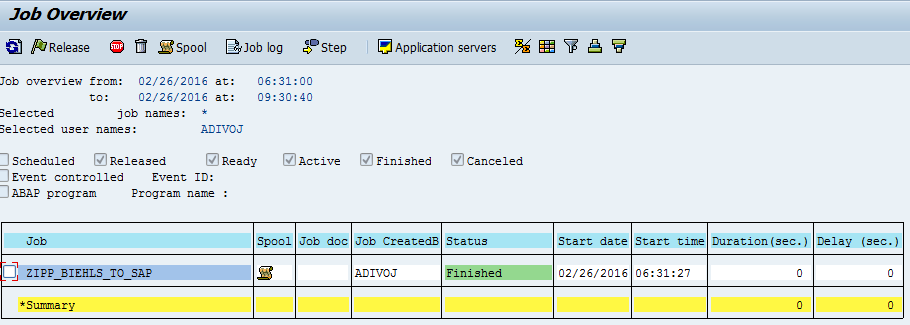 Job Overview
Release Spool Job log Step Application servers
Job overview from: 02/26/2016 at: 06:31:00
to: 02/26/2016 at: 09:30:40
Selected job names: *
Selected user names: ADIVOJ
Scheduled Released Ready Active Finished Canceled
Event controlled Event ID:
ABAP program Program name :
Job Spool Job doc Job CreatedB Status Start date Start time Duration(sec.) Delay (sec.)
ZIPP_BIEHLS_TO_SAP ADIVOJ Finished 02/26/2016 06:31:27 0 0
*Summary 0 0